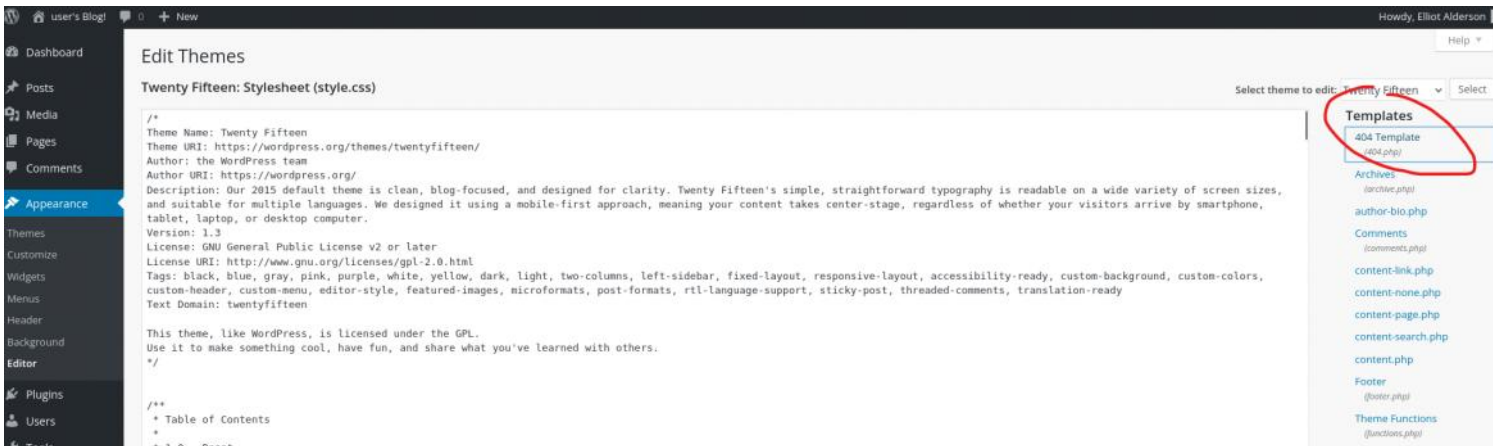 user's Blog!
0
New
Howdy, Elliot Alderson
Help
Dashboard
Posts
Media
Pages
Comments
Appearance
Themes
Customize
Widgets
Menus
Header
Background
Editor
Plugins
Users
Edit Themes
Twenty Fifteen: Stylesheet (style.css)
Select theme to edit: Twenty Fifteen
Select
/*
Theme Name: Twenty Fifteen
Theme URI: https://wordpress.org/themes/twentyfifteen/
Author: the WordPress team
Author URI: https://wordpress.org/
Description: Our 2015 default theme is clean, blog-focused, and designed for clarity. Twenty Fifteen's simple, straightforward typography is readable on a wide variety of screen sizes,
and suitable for multiple languages. We designed it using a mobile-first approach, meaning your content takes center-stage, regardless of whether your visitors arrive by smartphone,
tablet, laptop, or desktop computer.
Version: 1.3
License: GNU General Public License v2 or later
License URI: http://www.gnu.org/licenses/gpl-2.0.html
Tags: black, blue, gray, pink, purple, white, yellow, dark, light, two-columns, left-sidebar, fixed-layout, responsive-layout, accessibility-ready, custom-background, custom-colors,
custom-header, custom-menu, editor-style, featured-images, microformats, post-formats, rtl-language-support, sticky-post, threaded-comments, translation-ready
Text Domain: twentyfifteen
This theme, like WordPress, is licensed under the GPL.
Use it to make something cool, have fun, and share what you've learned with others.
*/
/**
* Table of Contents
*
Templates
404 Template
(404.php)
Archives
(archive.php)
author-bio.php
Comments
(comments.php)
content-link.php
content-none.php
content-page.php
content-search.php
content.php
Footer
(footer.php)
Theme Functions
(functions.php)